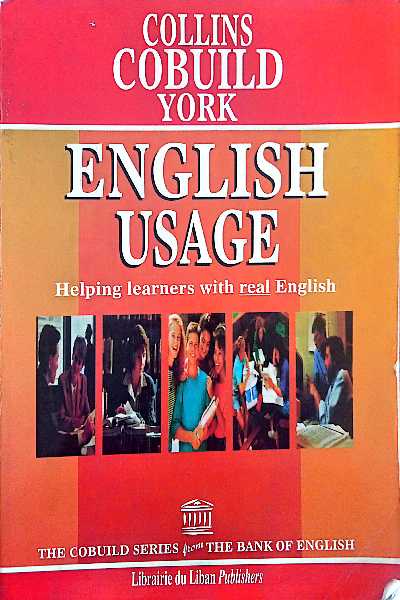 COLLINS
COBUILD
YORK
ENGLISH
USAGE
Helping learners with real English
THE COBUILD SERIES from THE BANK OF ENGLISH
Librairie du Liban Publishers